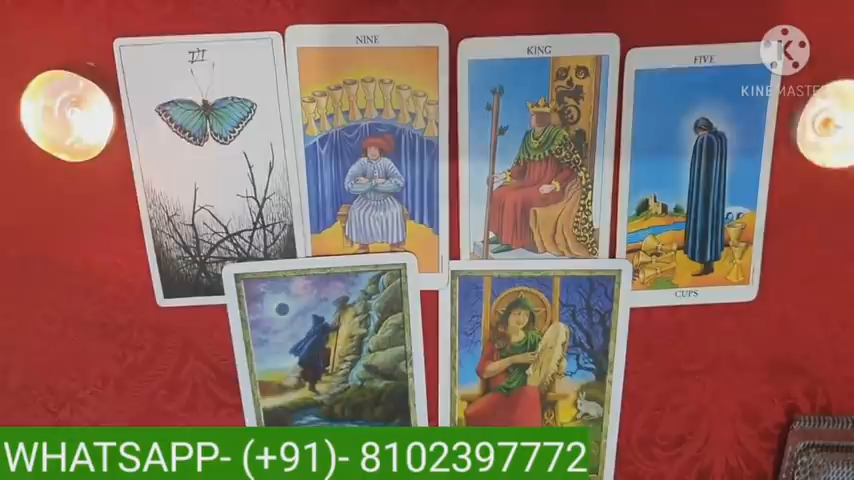 NINE
KING
FIVE
CUPS
KINEMASTER
WHATSAPP- (+91)- 8102397772